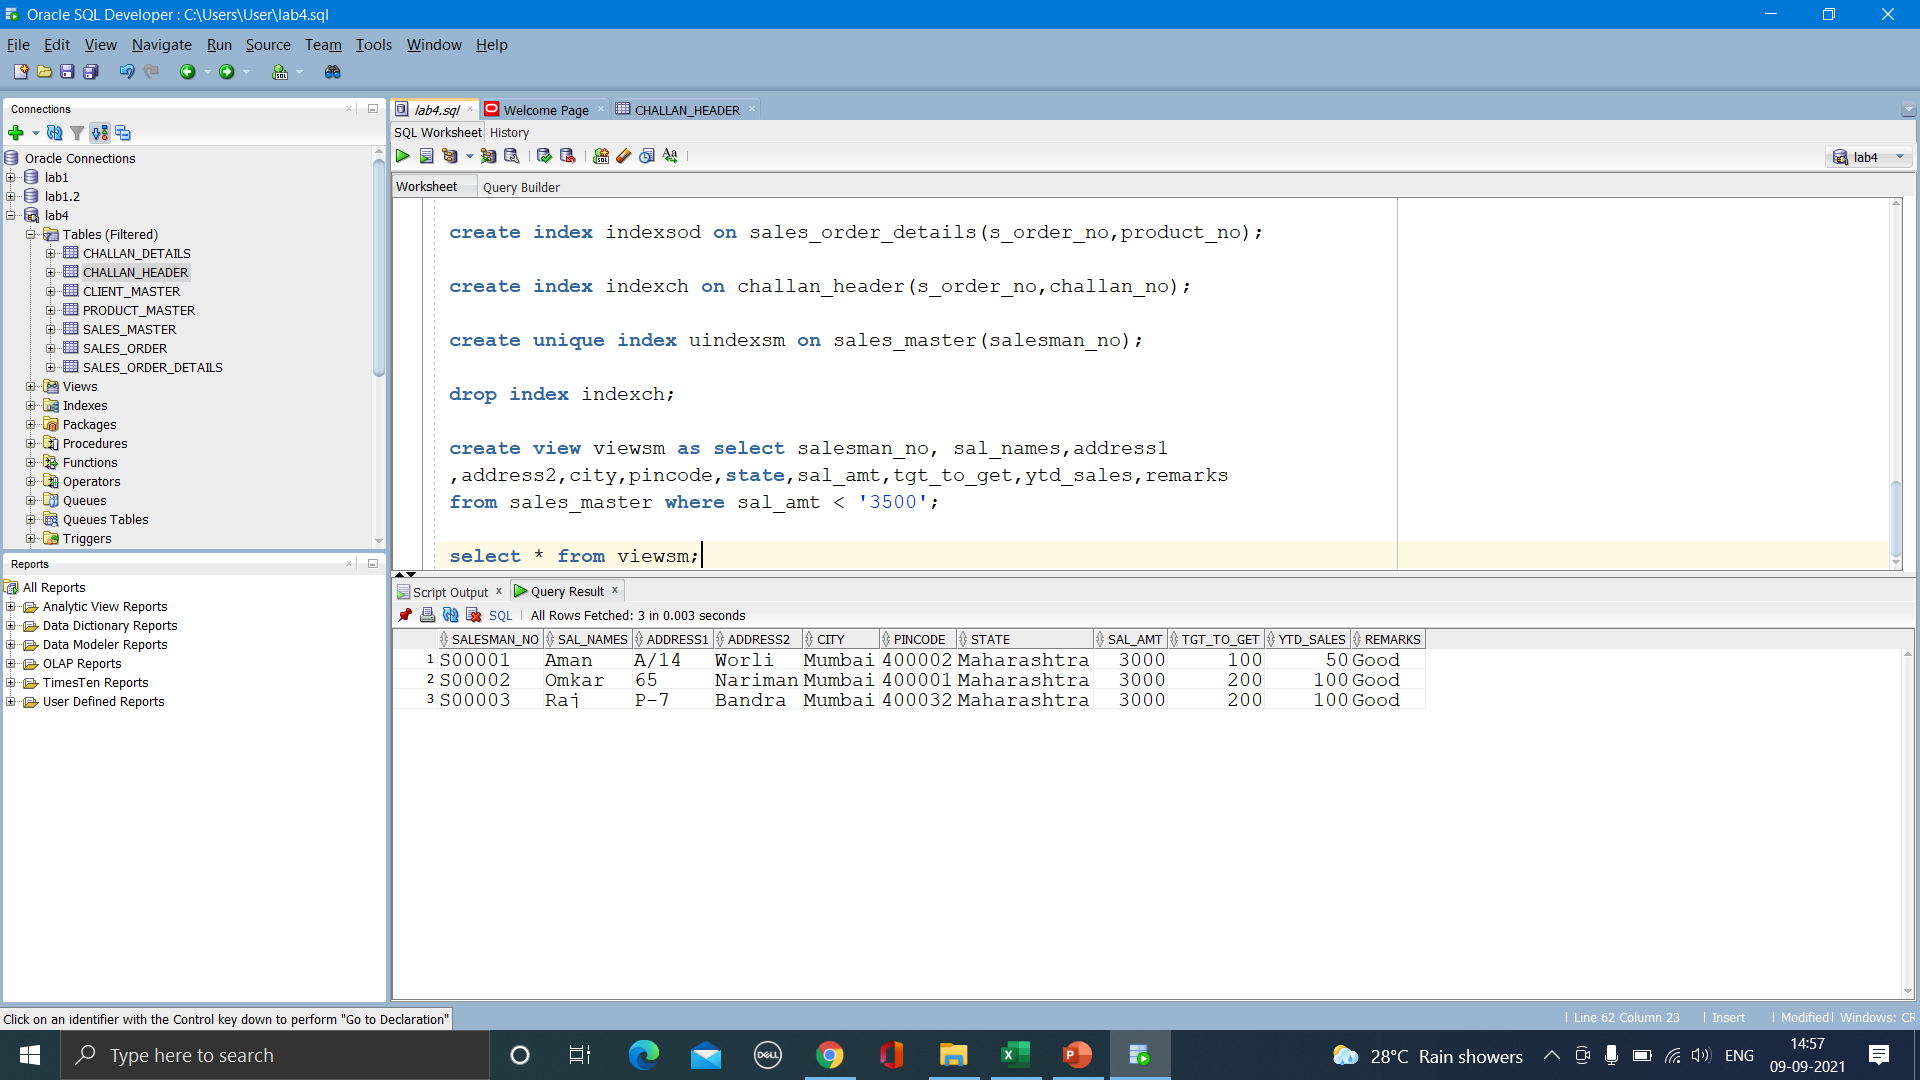 Oracle SQL Developer : C:\Users\User\lab4.sql
File Edit View Navigate Run Source Team Tools Window Help
Connections
Oracle Connections
lab1
lab1.2
lab4
Tables (Filtered)
CHALLAN_DETAILS
CHALLAN_HEADER
CLIENT_MASTER
PRODUCT_MASTER
SALES_MASTER
SALES_ORDER
SALES_ORDER_DETAILS
Views
Indexes
Packages
Procedures
Functions
Operators
Queues
Queues Tables
Triggers
Reports
All Reports
Analytic View Reports
Data Dictionary Reports
Data Modeler Reports
OLAP Reports
TimesTen Reports
User Defined Reports
lab4.sql Welcome Page CHALLAN_HEADER
SQL Worksheet History
lab4
Worksheet Query Builder
create index indexsod on sales_order_details(s_order_no,product_no);
create index indexch on challan_header(s_order_no,challan_no);
create unique index uindexsm on sales_master(salesman_no);
drop index indexch;
create view viewsm as select salesman_no, sal_names,address1
,address2,city,pincode,state,sal_amt,tgt_to_get,ytd_sales,remarks
from sales_master where sal_amt < '3500';
select * from viewsm;
Script Output x Query Result x
SQL All Rows Fetched: 3 in 0.003 seconds
SALESMAN_NO SAL_NAMES ADDRESS1 ADDRESS2 CITY PINCODE STATE SAL_AMT TGT_TO_GET YTD_SALES REMARKS
1 S00001 Aman A/14 Worli Mumbai 400002 Maharashtra 3000 100 50 Good
2 S00002 Omkar 65 Nariman Mumbai 400001 Maharashtra 3000 200 100 Good
3 S00003 Raj P-7 Bandra Mumbai 400032 Maharashtra 3000 200 100 Good
Click on an identifier with the Control key down to perform "Go to Declaration"
Line 62 Column 23 Insert Modified Windows: CR
Type here to search
DELL
28°C Rain showers ENG 14:57
09-09-2021